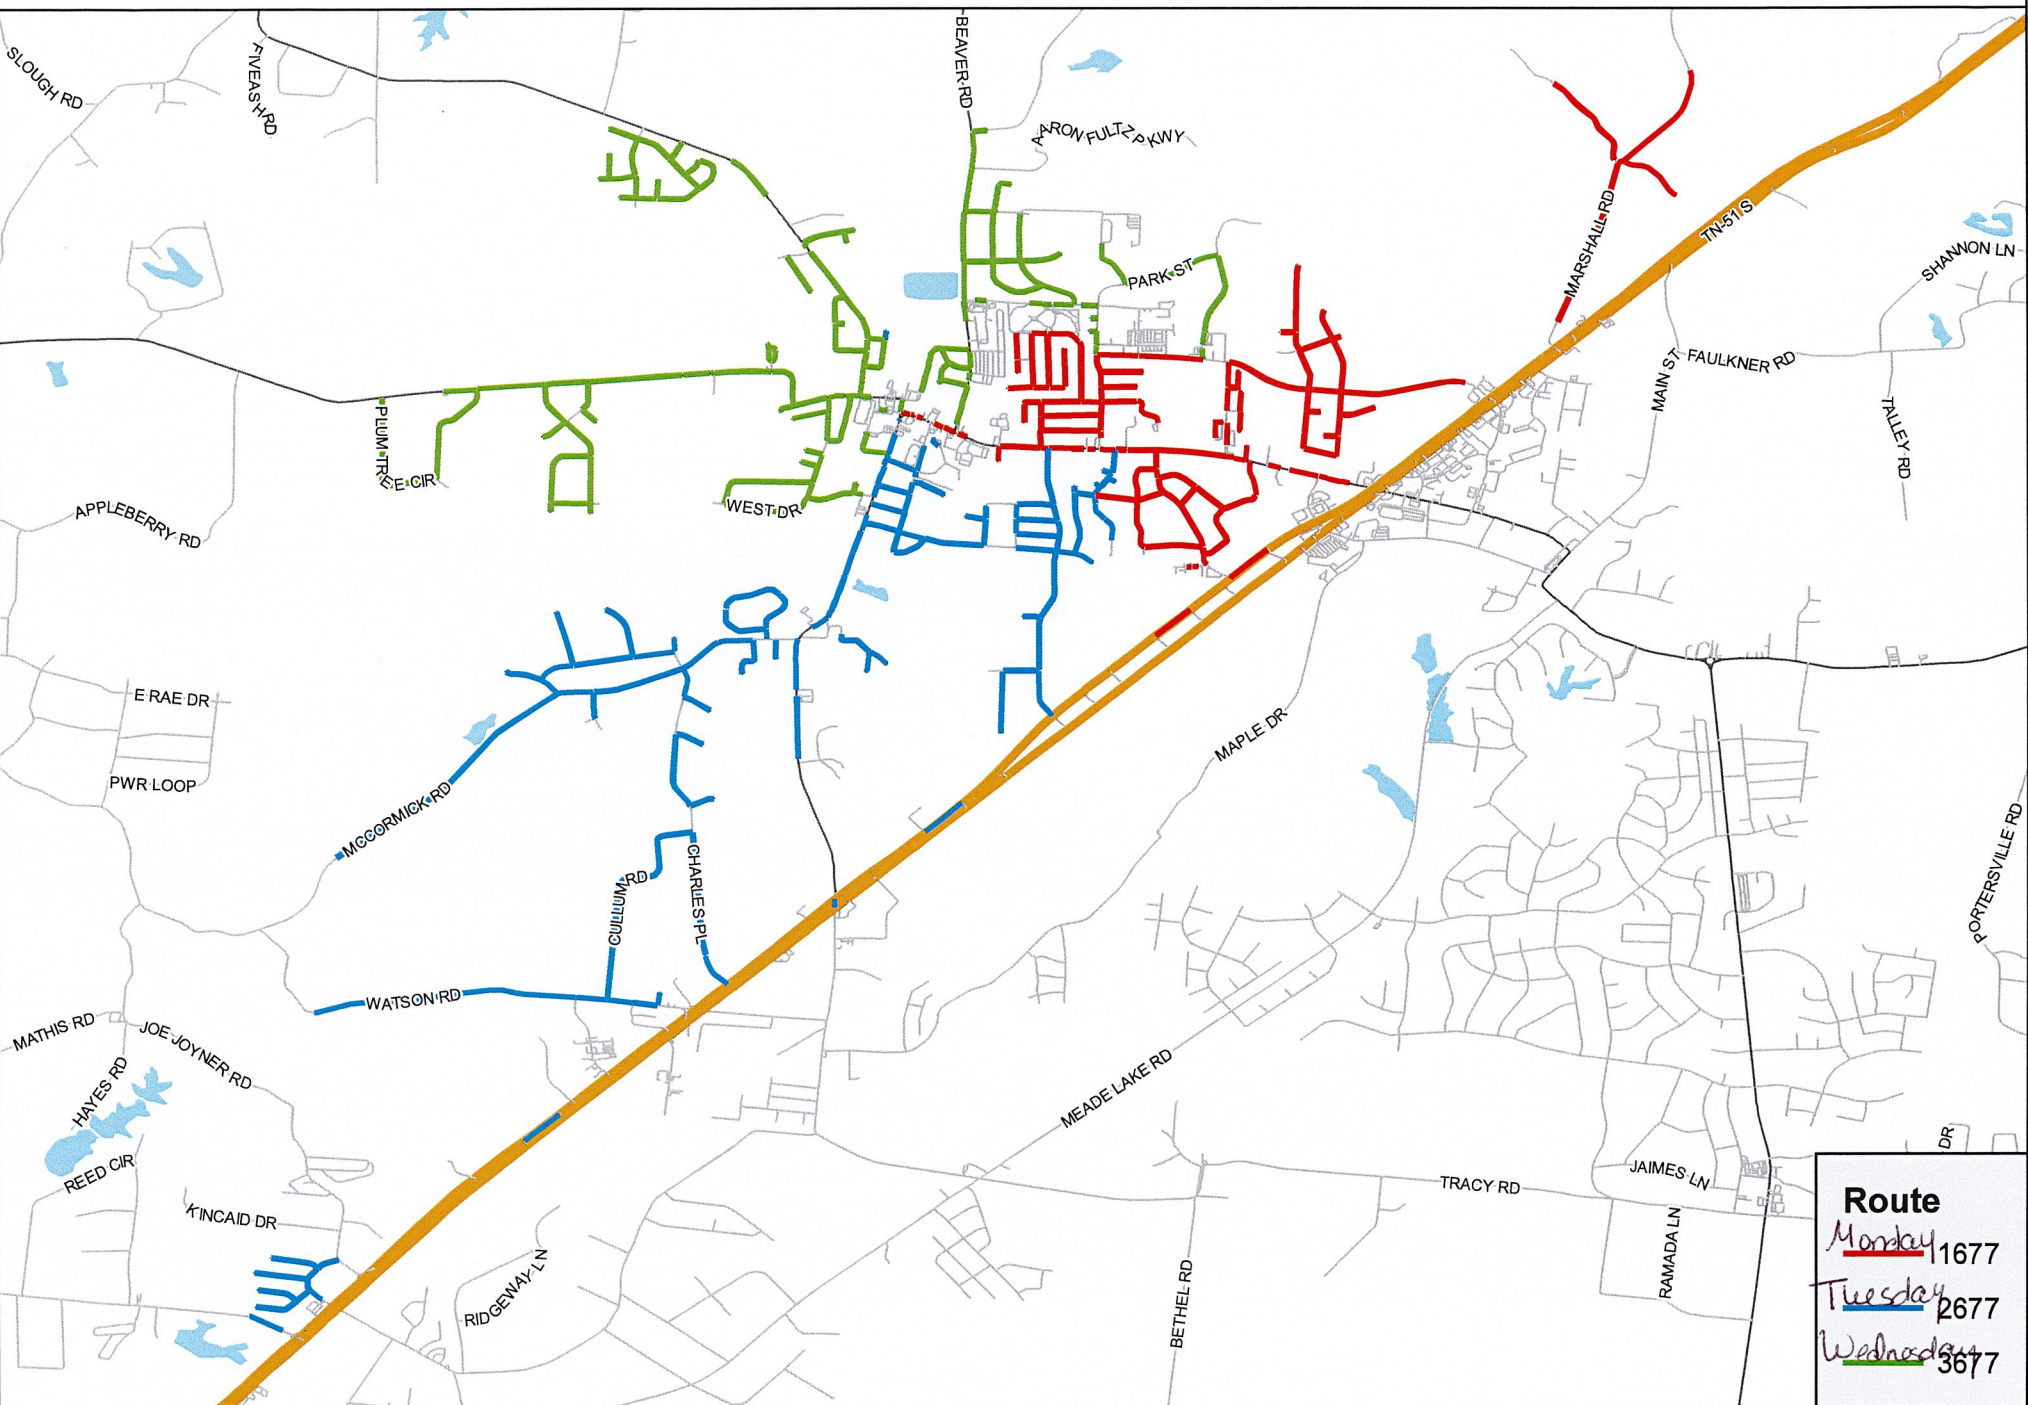 SLOUGH RD
FIVEASH RD
BEAVER RD
AARON FULTZ PKWY
MARSHALL RD
TN-51 S
SHANNON LN
PARK ST
MAIN ST
FAULKNER RD
TALLEY RD
PLUM TREE CIR
WEST DR
APPLEBERRY RD
E RAE DR
PWR LOOP
MCCORMICK RD
MAPLE DR
PORTERSVILLE RD
CULLUM RD
CHARLES PL
WATSON RD
MATHIS RD
JOE JOYNER RD
HAYES RD
REED CIR
KINCAID DR
RIDGEWAY LN
MEADE LAKE RD
BETHEL RD
TRACY RD
JAIMES LN
RAMADA LN
DR
Route
Monday 1677
Tuesday 2677
Wednesday 3677